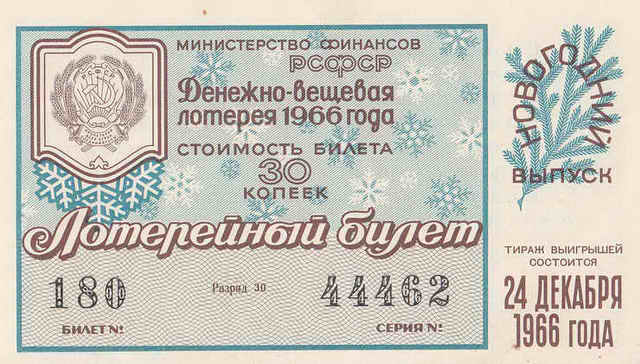 МИНИСТЕРСТВО ФИНАНСОВ
РСФСР
Денежно-вещевая
лотерея 1966 года
СТОИМОСТЬ БИЛЕТА
30
КОПЕЕК
Лотерейный билет
180
Разряд 30
44462
БИЛЕТ №
СЕРИЯ №
НОВОГОДНИЙ
ВЫПУСК
ТИРАЖ ВЫИГРЫШЕЙ
СОСТОИТСЯ
24 ДЕКАБРЯ
1966 ГОДА